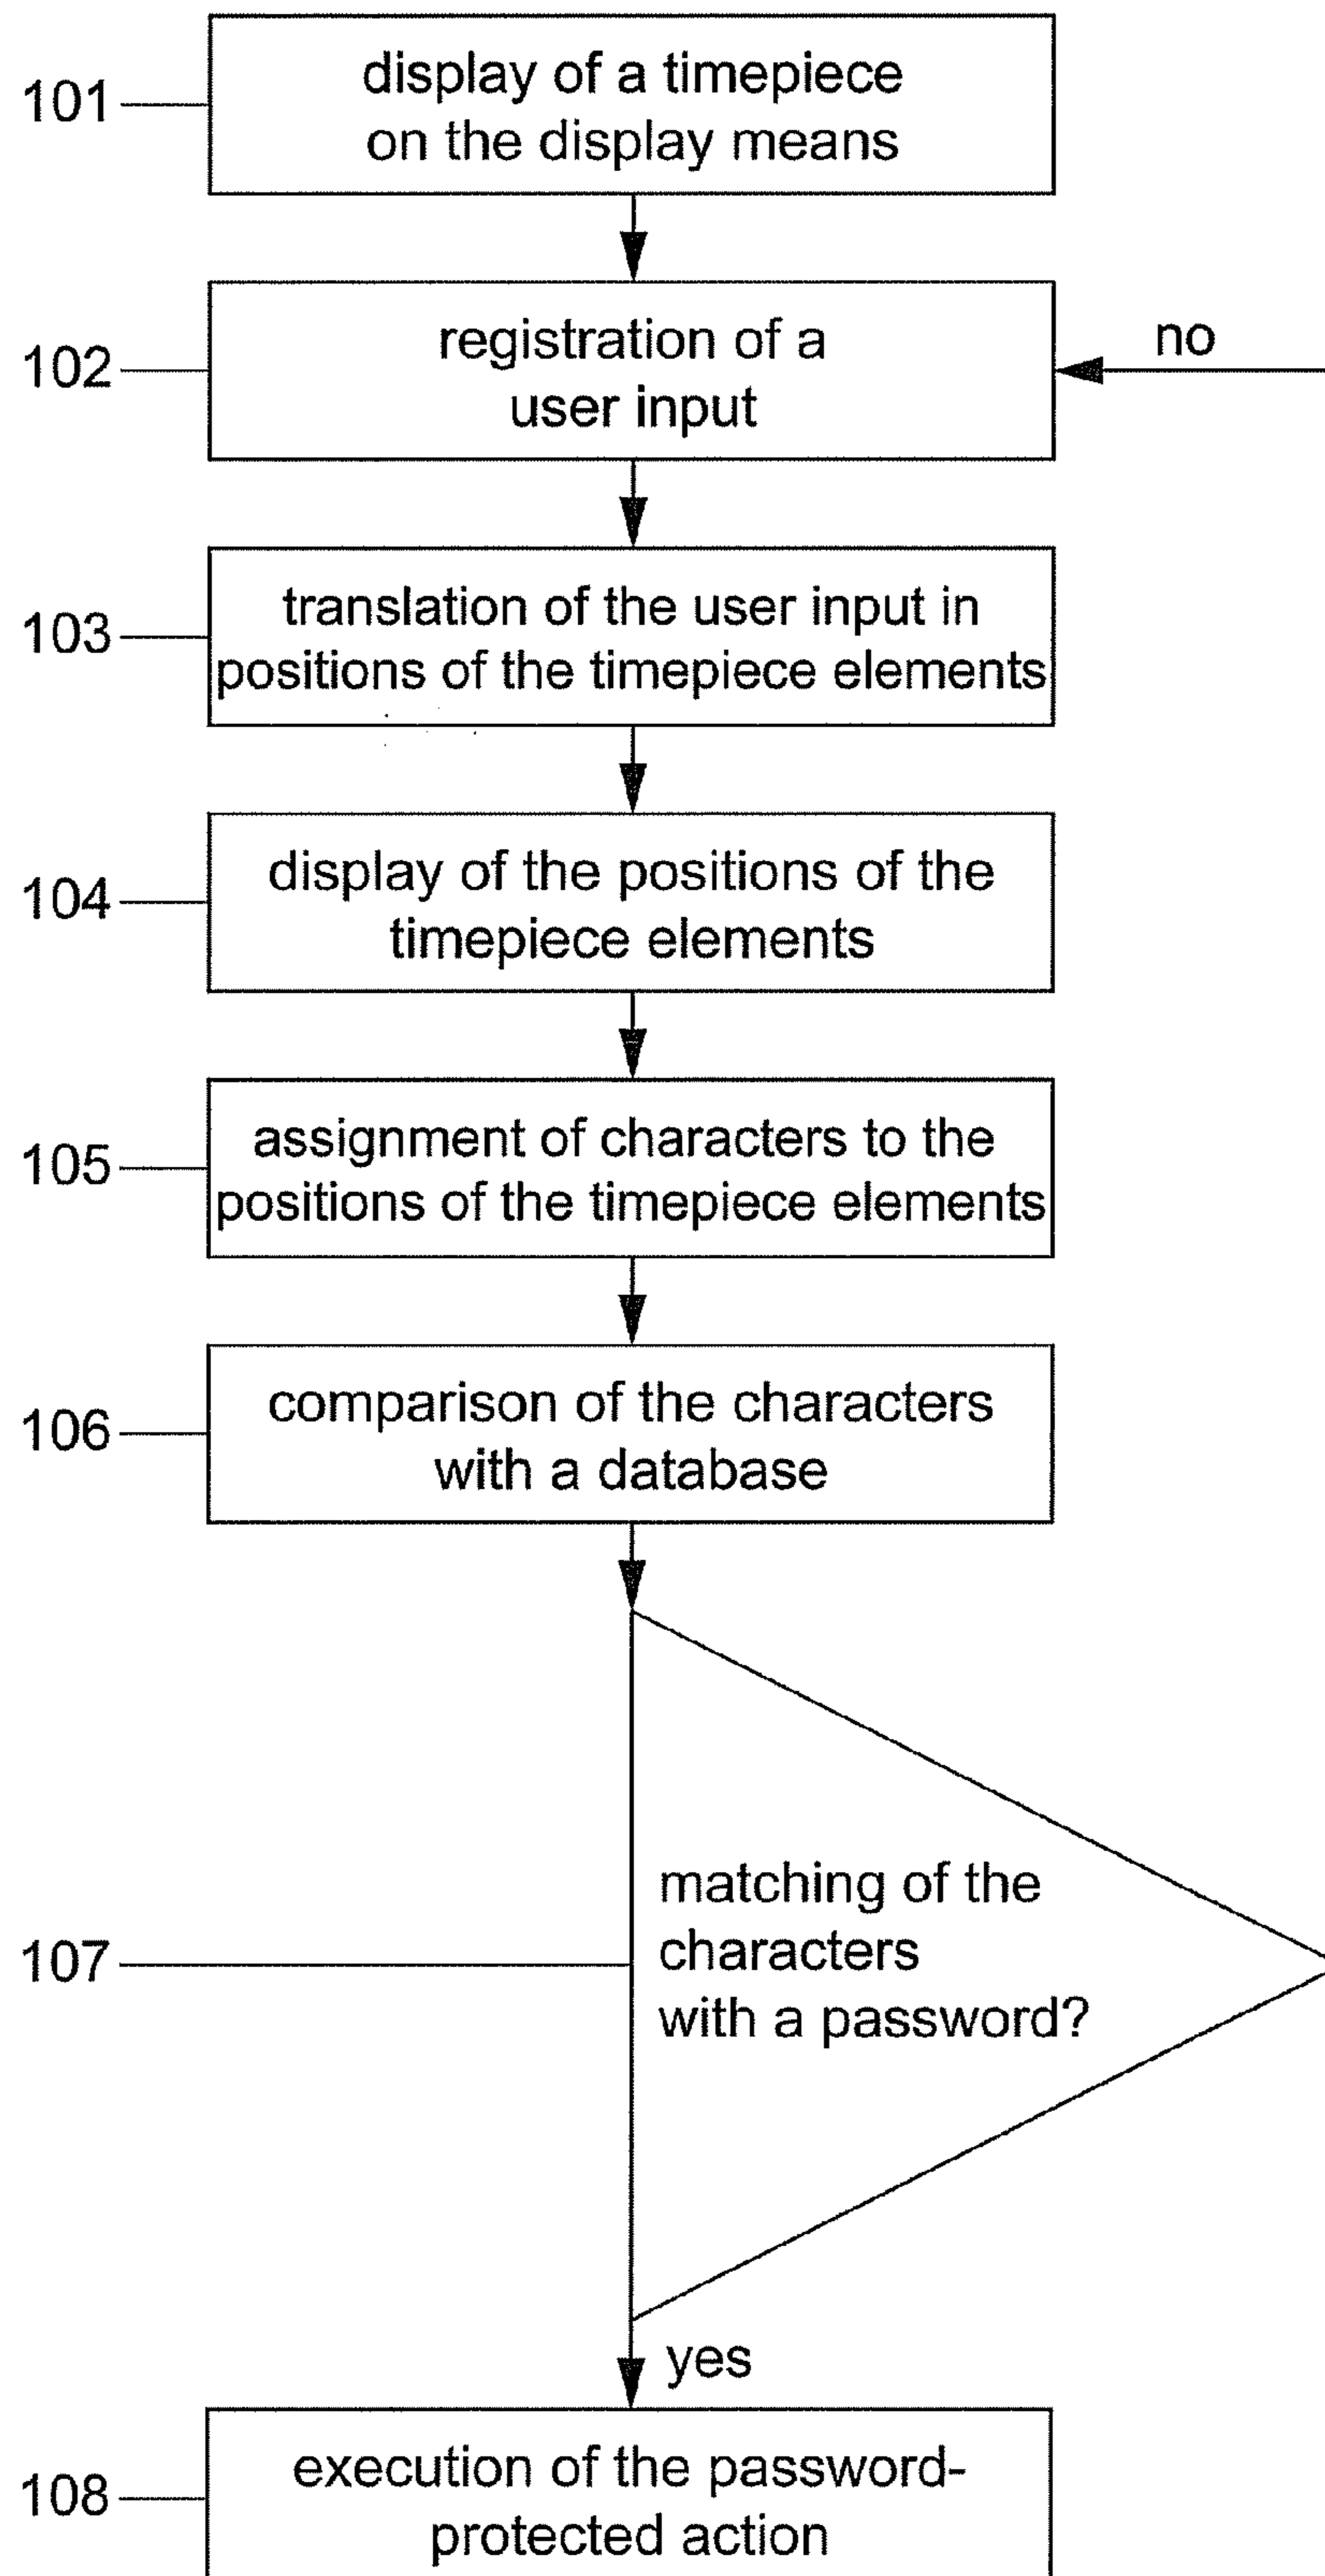 101
display of a timepiece
on the display means
102
registration of a
user input
no
103
translation of the user input in
positions of the timepiece elements
104
display of the positions of the
timepiece elements
105
assignment of characters to the
positions of the timepiece elements
106
comparison of the characters
with a database
107
matching of the
characters
with a password?
yes
108
execution of the password-
protected action